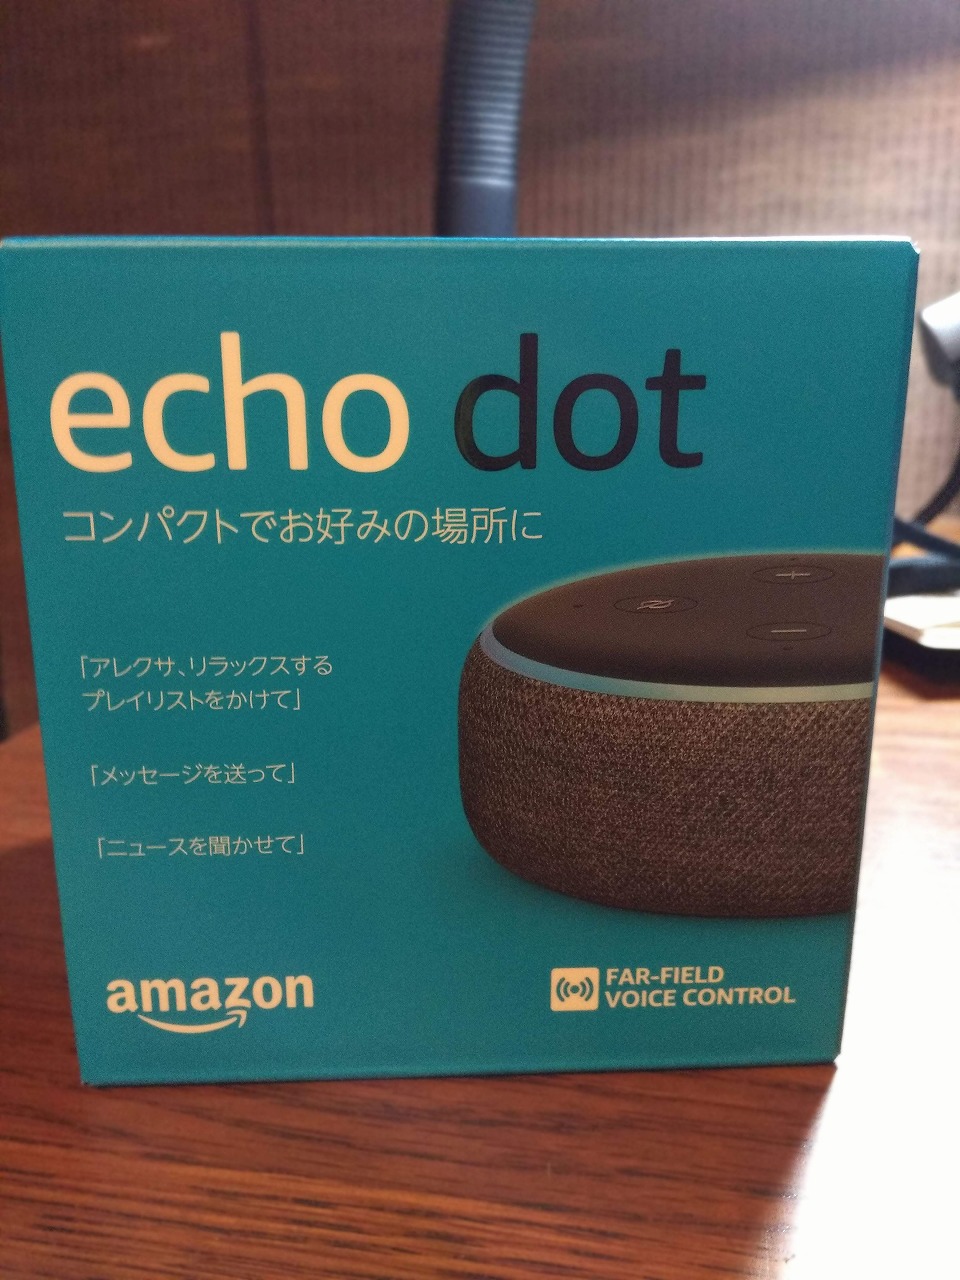 echo dot
コンパクトでお好みの場所に
「アレクサ、リラックスする
プレイリストをかけて」
「メッセージを送って」
「ニュースを聞かせて」
amazon
FAR-FIELD
VOICE CONTROL